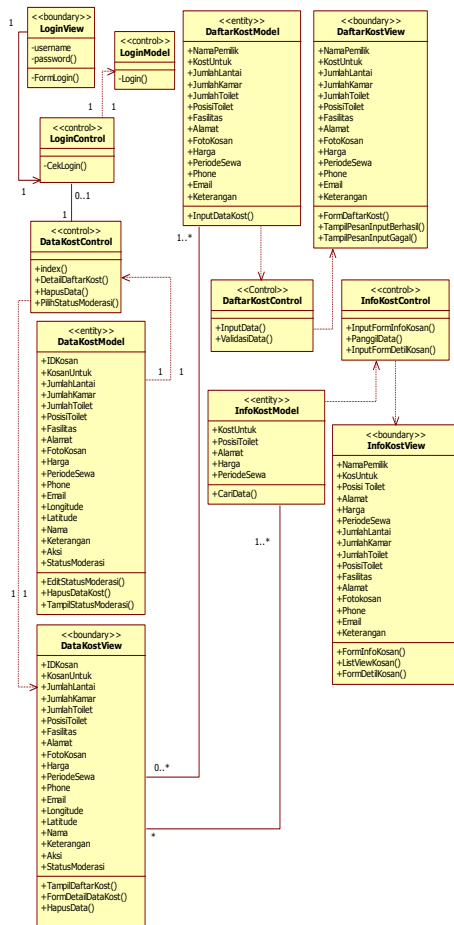 <<boundary>>
LoginView
-username
-password()
-FormLogin()
1
<<control>>
LoginModel
-Login()
1
1
<<control>>
LoginControl
-CekLogin()
1
0..1
1
<<control>>
DataKostControl
+index()
+DetailDaftarKost()
+HapusData()
+PilihStatusModerasi()
<<entity>>
DataKostModel
+IDKosan
+KosanUntuk
+JumlahLantai
+JumlahKamar
+JumlahToilet
+PosisiToilet
+Fasilitas
+Alamat
+FotoKosan
+Harga
+PeriodeSewa
+Phone
+Email
+Longitude
+Latitude
+Nama
+Keterangan
+Aksi
+StatusModerasi
+EditStatusModerasi()
+HapusDataKost()
+TampilStatusModerasi()
1
1
1
1
<<boundary>>
DataKostView
+IDKosan
+KosanUntuk
+JumlahLantai
+JumlahKamar
+JumlahToilet
+PosisiToilet
+Fasilitas
+Alamat
+FotoKosan
+Harga
+PeriodeSewa
+Phone
+Email
+Longitude
+Latitude
+Nama
+Keterangan
+Aksi
+StatusModerasi
+TampilDaftarKost()
+FormDetailDataKost()
+HapusData()
0..*
*
<<entity>>
DaftarKostModel
+NamaPemilik
+KostUntuk
+JumlahLantai
+JumlahKamar
+JumlahToilet
+PosisiToilet
+Fasilitas
+Alamat
+FotoKosan
+Harga
+PeriodeSewa
+Phone
+Email
+Keterangan
+InputDataKost()
1..*
<<boundary>>
DaftarKostView
+NamaPemilik
+KostUntuk
+JumlahLantai
+JumlahKamar
+JumlahToilet
+PosisiToilet
+Fasilitas
+Alamat
+FotoKosan
+Harga
+PeriodeSewa
+Phone
+Email
+Keterangan
+FormDaftarKost()
+TampilPesanInputBerhasil()
+TampilPesanInputGagal()
<<control>>
DaftarKostControl
+InputData()
+ValidasiData()
<<control>>
InfoKostControl
+InputFormInfoKosan()
+PanggilData()
+InputFormDetilKosan()
<<entity>>
InfoKostModel
+KostUntuk
+PosisiToilet
+Alamat
+Harga
+PeriodeSewa
+CariData()
1..*
<<boundary>>
InfoKostView
+NamaPemilik
+KosUntuk
+Posisi Toilet
+Alamat
+Harga
+PeriodeSewa
+JumlahLantai
+JumlahKamar
+JumlahToilet
+PosisiToilet
+Fasilitas
+Alamat
+Fotokosan
+Phone
+Email
+Keterangan
+FormInfoKosan()
+ListViewKosan()
+FormDetilKosan()